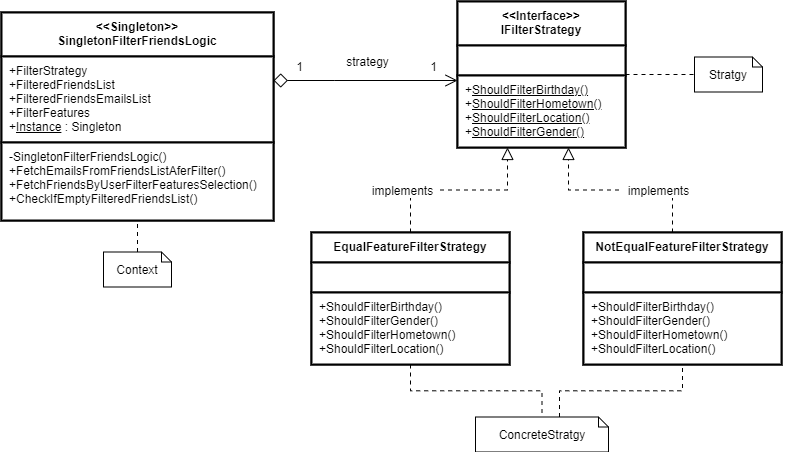 <<Singleton>>
SingletonFilterFriendsLogic
+FilterStrategy
+FilteredFriendsList
+FilteredFriendsEmailsList
+FilterFeatures
+Instance : Singleton
-SingletonFilterFriendsLogic()
+FetchEmailsFromFriendsListAferFilter()
+FetchFriendsByUserFilterFeaturesSelection()
+CheckIfEmptyFilteredFriendsList()
Context
1
strategy
1
<<Interface>>
IFilterStrategy
+ShouldFilterBirthday()
+ShouldFilterHometown()
+ShouldFilterLocation()
+ShouldFilterGender()
Stratgy
implements
implements
EqualFeatureFilterStrategy
+ShouldFilterBirthday()
+ShouldFilterGender()
+ShouldFilterHometown()
+ShouldFilterLocation()
NotEqualFeatureFilterStrategy
+ShouldFilterBirthday()
+ShouldFilterGender()
+ShouldFilterHometown()
+ShouldFilterLocation()
ConcreteStratgy